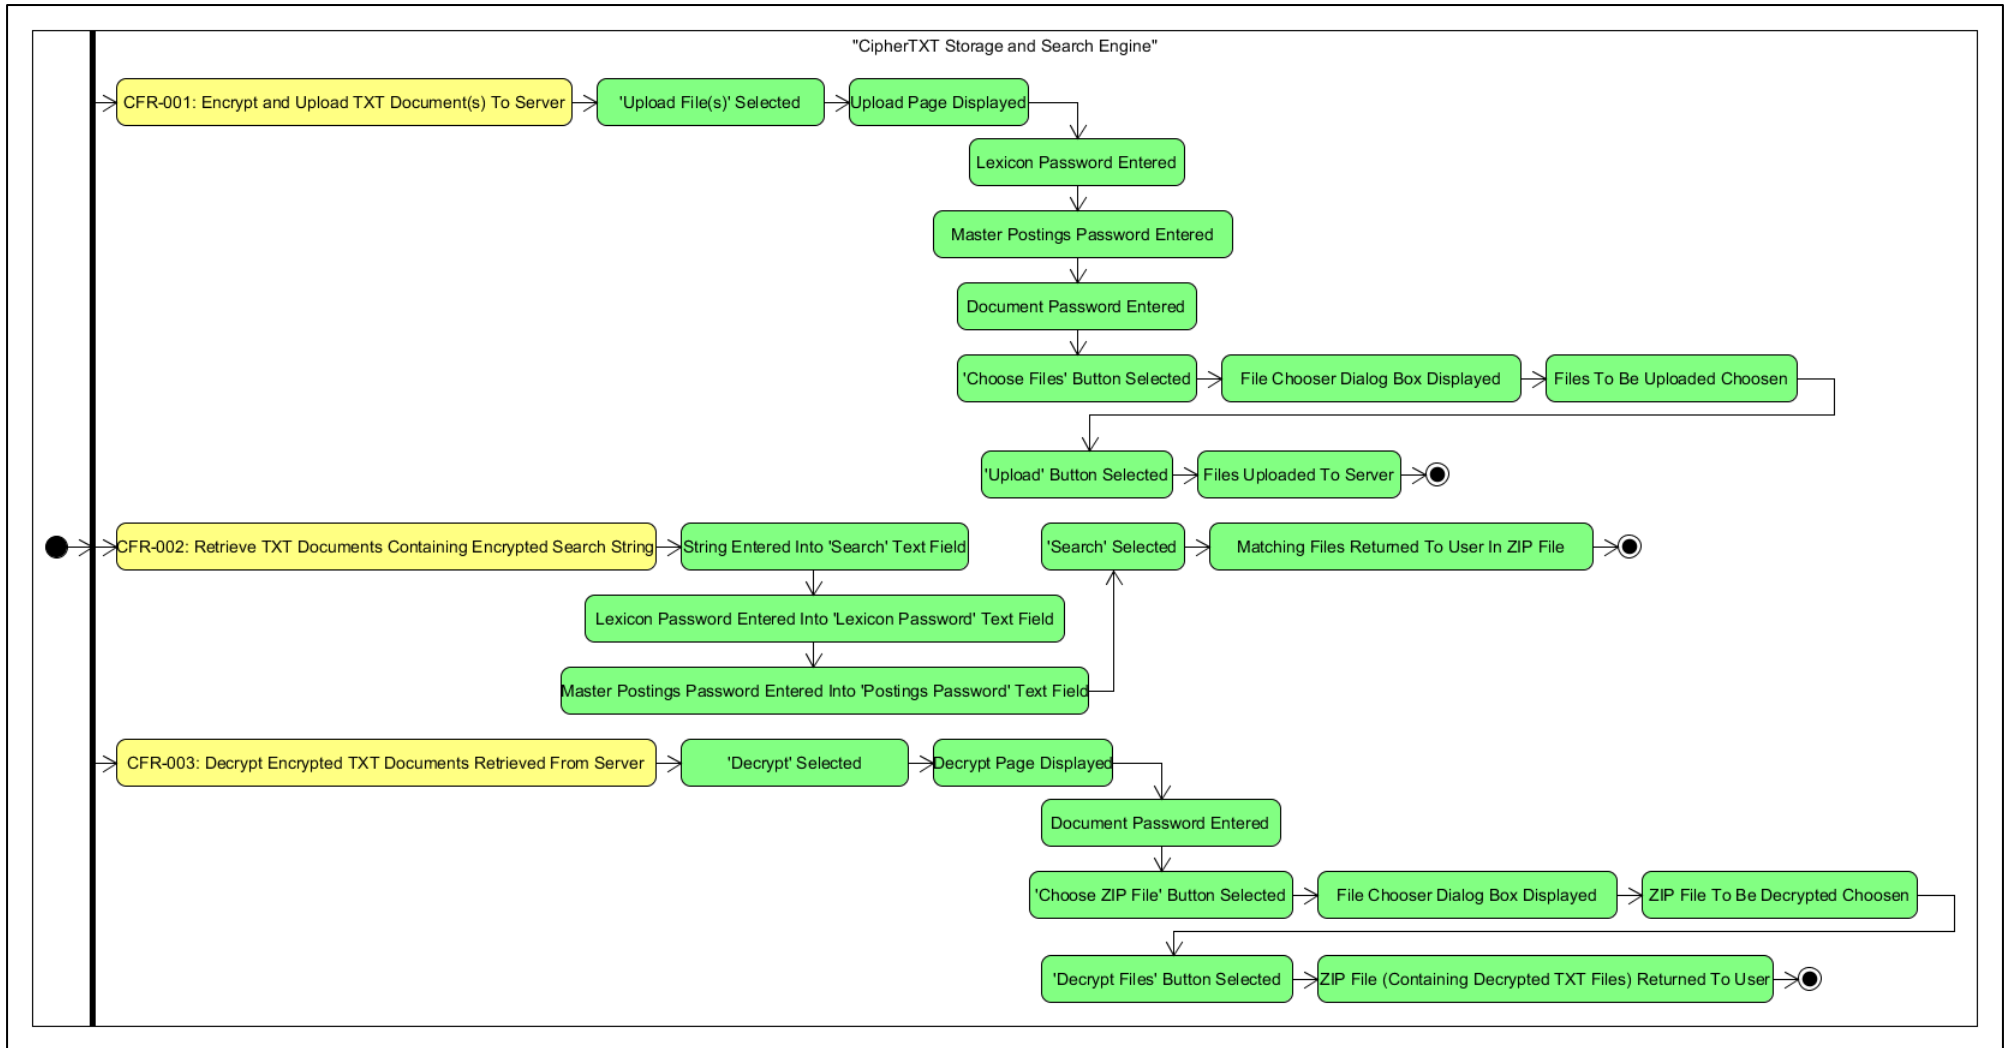 "CipherTXT Storage and Search Engine"
CFR-001: Encrypt and Upload TXT Document(s) To Server
'Upload File(s)' Selected
Upload Page Displayed
Lexicon Password Entered
Master Postings Password Entered
Document Password Entered
'Choose Files' Button Selected
File Chooser Dialog Box Displayed
Files To Be Uploaded Choosen
'Upload' Button Selected
Files Uploaded To Server
CFR-002: Retrieve TXT Documents Containing Encrypted Search String
String Entered Into 'Search' Text Field
Lexicon Password Entered Into 'Lexicon Password' Text Field
Master Postings Password Entered Into 'Postings Password' Text Field
'Search' Selected
Matching Files Returned To User In ZIP File
CFR-003: Decrypt Encrypted TXT Documents Retrieved From Server
'Decrypt' Selected
Decrypt Page Displayed
Document Password Entered
'Choose ZIP File' Button Selected
File Chooser Dialog Box Displayed
ZIP File To Be Decrypted Choosen
'Decrypt Files' Button Selected
ZIP File (Containing Decrypted TXT Files) Returned To User